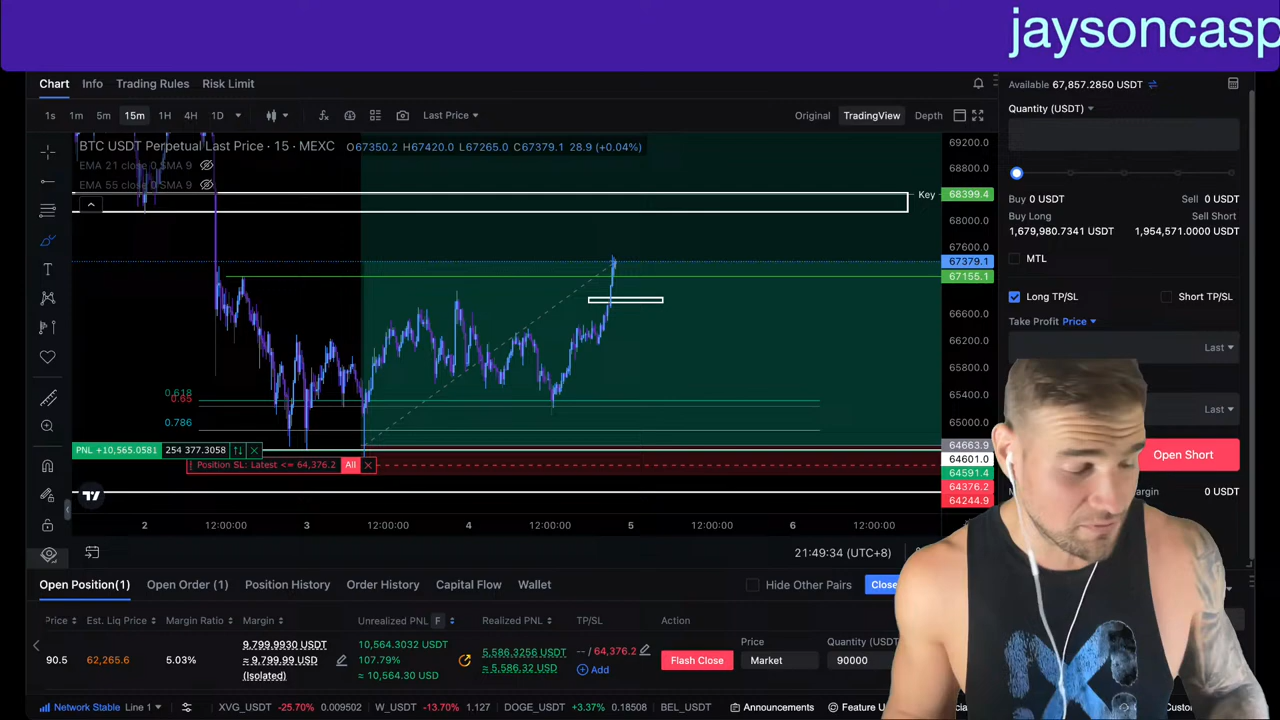 jaysoncasp
Chart Info Trading Rules Risk Limit
Available 67,857.2850 USDT
Quantity (USDT)
1s 1m 5m 15m 1H 4H 1D
Last Price
Original TradingView Depth
BTC USDT Perpetual Last Price · 15 · MEXC O67350.2 H67420.0 L67265.0 C67379.1 28.9 (+0.04%)
EMA 21 close 0 SMA 9
EMA 55 close 0 SMA 9
69200.0
68800.0
Key 68399.4
68000.0
67600.0
67379.1
67155.1
66600.0
66200.0
65800.0
65400.0
65000.0
64663.9
64601.0
64591.4
64376.2
64244.9
0.618
0.65
0.786
PNL +10,565.0581 254 377.3058
Position SL: Latest <= 64,376.2 All
2 12:00:00 3 12:00:00 4 12:00:00 5 12:00:00 6 12:00:00
21:49:34 (UTC+8)
Buy 0 USDT Sell 0 USDT
Buy Long Sell Short
1,679,980.7341 USDT 1,954,571.0000 USDT
MTL
Long TP/SL Short TP/SL
Take Profit Price
Last
Last
Open Short
0 USDT
Open Position(1) Open Order (1) Position History Order History Capital Flow Wallet
Hide Other Pairs
Price Est. Liq Price Margin Ratio Margin Unrealized PNL F Realized PNL TP/SL Action
90.5 62,265.6 5.03%
9,799.9930 USDT
≈ 9,799.99 USD
(Isolated)
10,564.3032 USDT
107.79%
≈ 10,564.30 USD
5,586.3256 USDT
≈ 5,586.32 USD
-- / 64,376.2
Add
Flash Close
Price
Market
Quantity (USDT
90000
Network Stable Line 1
XVG_USDT -25.70% 0.009502 W_USDT -13.70% 1.127 DOGE_USDT +3.37% 0.18508 BEL_USDT
Announcements